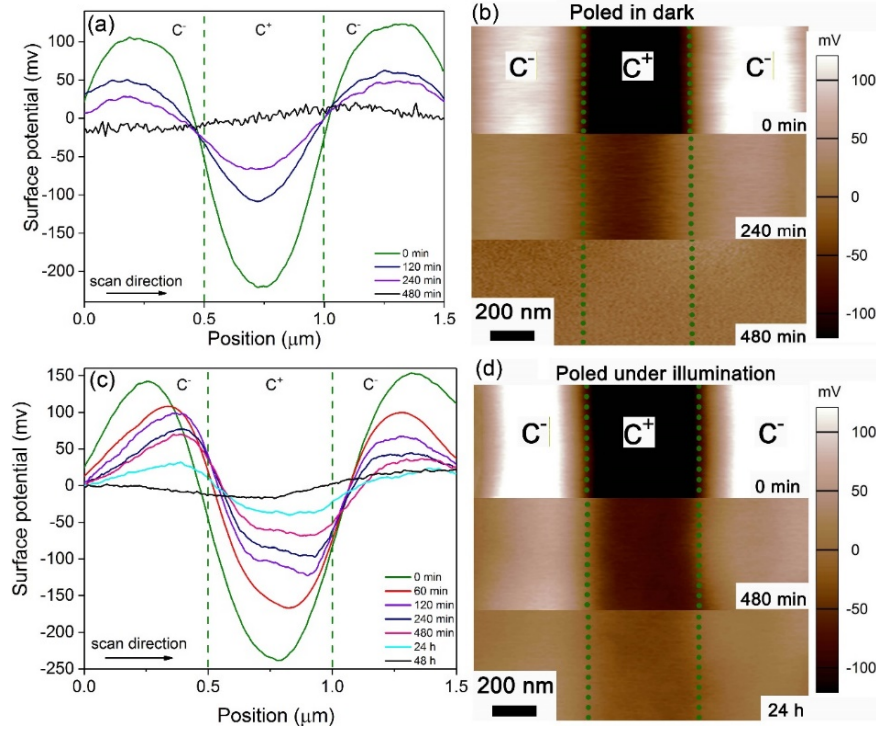 (a)
C⁻ C⁺ C⁻
100
50
0
-50
-100
-150
-200
Surface potential (mv)
0 min
120 min
240 min
480 min
scan direction
0.0 0.5 1.0 1.5
Position (μm)
(b) Poled in dark
C⁻ C⁺ C⁻
0 min
240 min
200 nm
480 min
mV
100
50
0
-50
-100
(c)
C⁻ C⁺ C⁻
150
100
50
0
-50
-100
-150
-200
-250
Surface potential (mv)
0 min
60 min
120 min
240 min
480 min
24 h
48 h
scan direction
0.0 0.5 1.0 1.5
Position (μm)
(d) Poled under illumination
C⁻ C⁺ C⁻
0 min
480 min
200 nm
24 h
mV
100
50
0
-50
-100